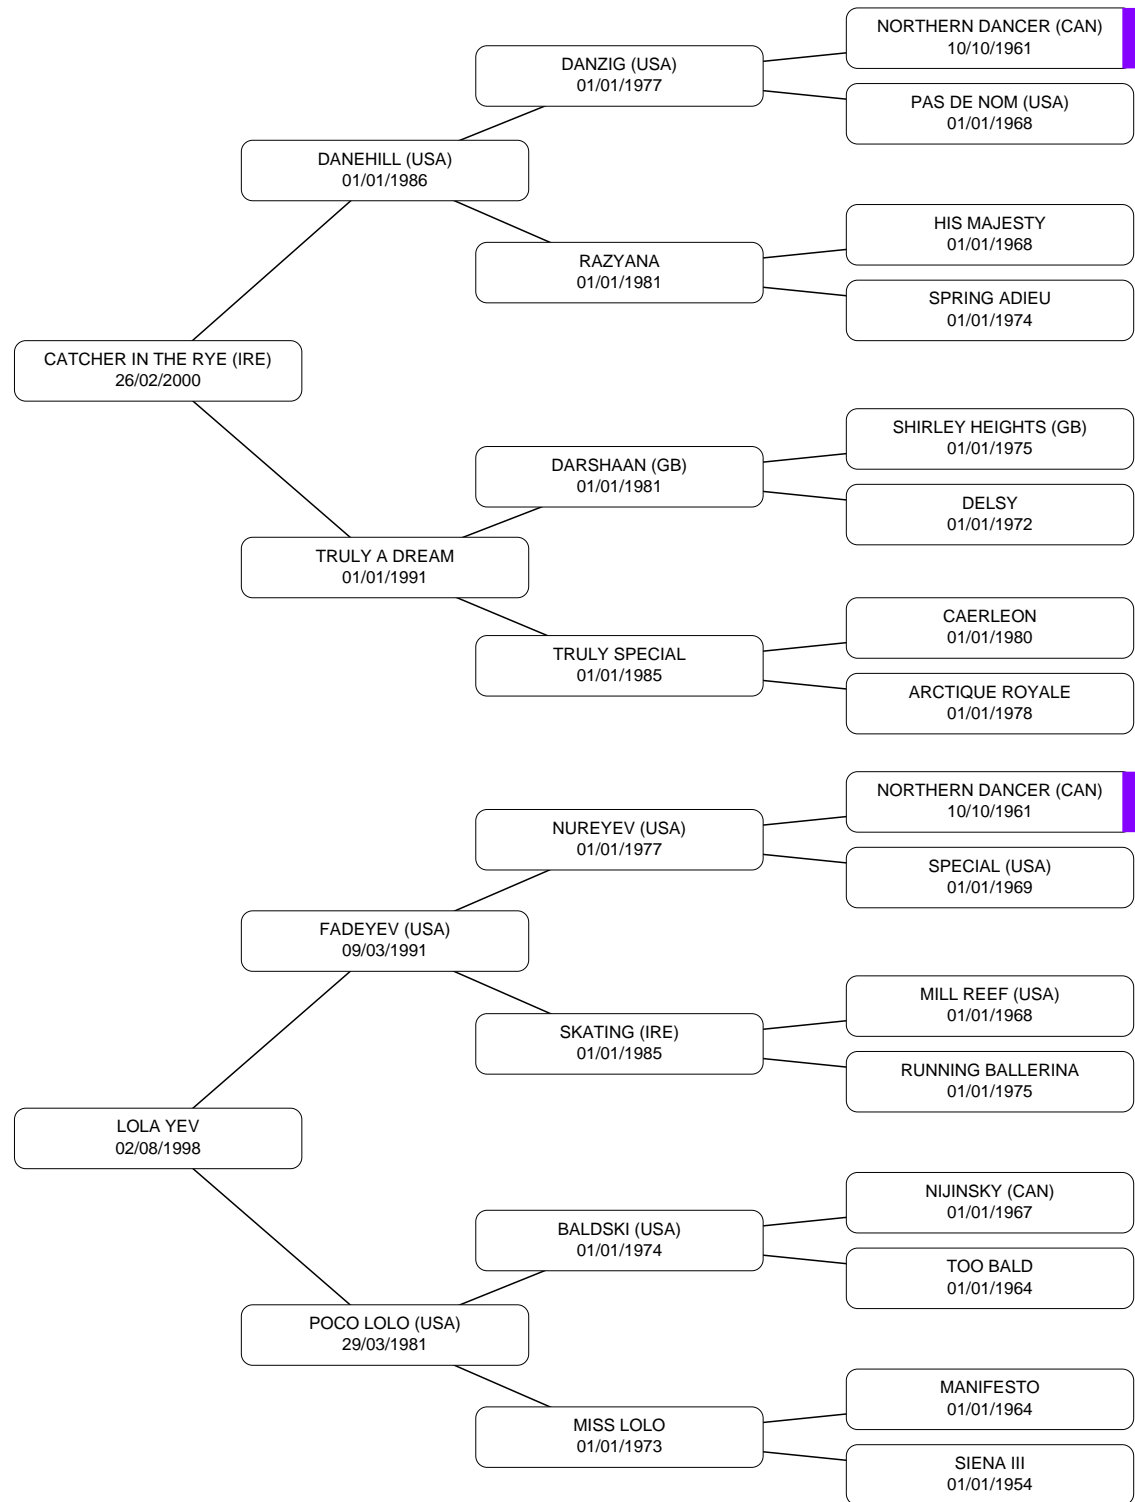 NORTHERN DANCER (CAN)
10/10/1961
DANZIG (USA)
01/01/1977
PAS DE NOM (USA)
01/01/1968
DANEHILL (USA)
01/01/1986
HIS MAJESTY
01/01/1968
RAZYANA
01/01/1981
SPRING ADIEU
01/01/1974
CATCHER IN THE RYE (IRE)
26/02/2000
SHIRLEY HEIGHTS (GB)
01/01/1975
DARSHAAN (GB)
01/01/1981
DELSY
01/01/1972
TRULY A DREAM
01/01/1991
CAERLEON
01/01/1980
TRULY SPECIAL
01/01/1985
ARCTIQUE ROYALE
01/01/1978
NORTHERN DANCER (CAN)
10/10/1961
NUREYEV (USA)
01/01/1977
SPECIAL (USA)
01/01/1969
FADEYEV (USA)
09/03/1991
MILL REEF (USA)
01/01/1968
SKATING (IRE)
01/01/1985
RUNNING BALLERINA
01/01/1975
LOLA YEV
02/08/1998
NIJINSKY (CAN)
01/01/1967
BALDSKI (USA)
01/01/1974
TOO BALD
01/01/1964
POCO LOLO (USA)
29/03/1981
MANIFESTO
01/01/1964
MISS LOLO
01/01/1973
SIENA III
01/01/1954